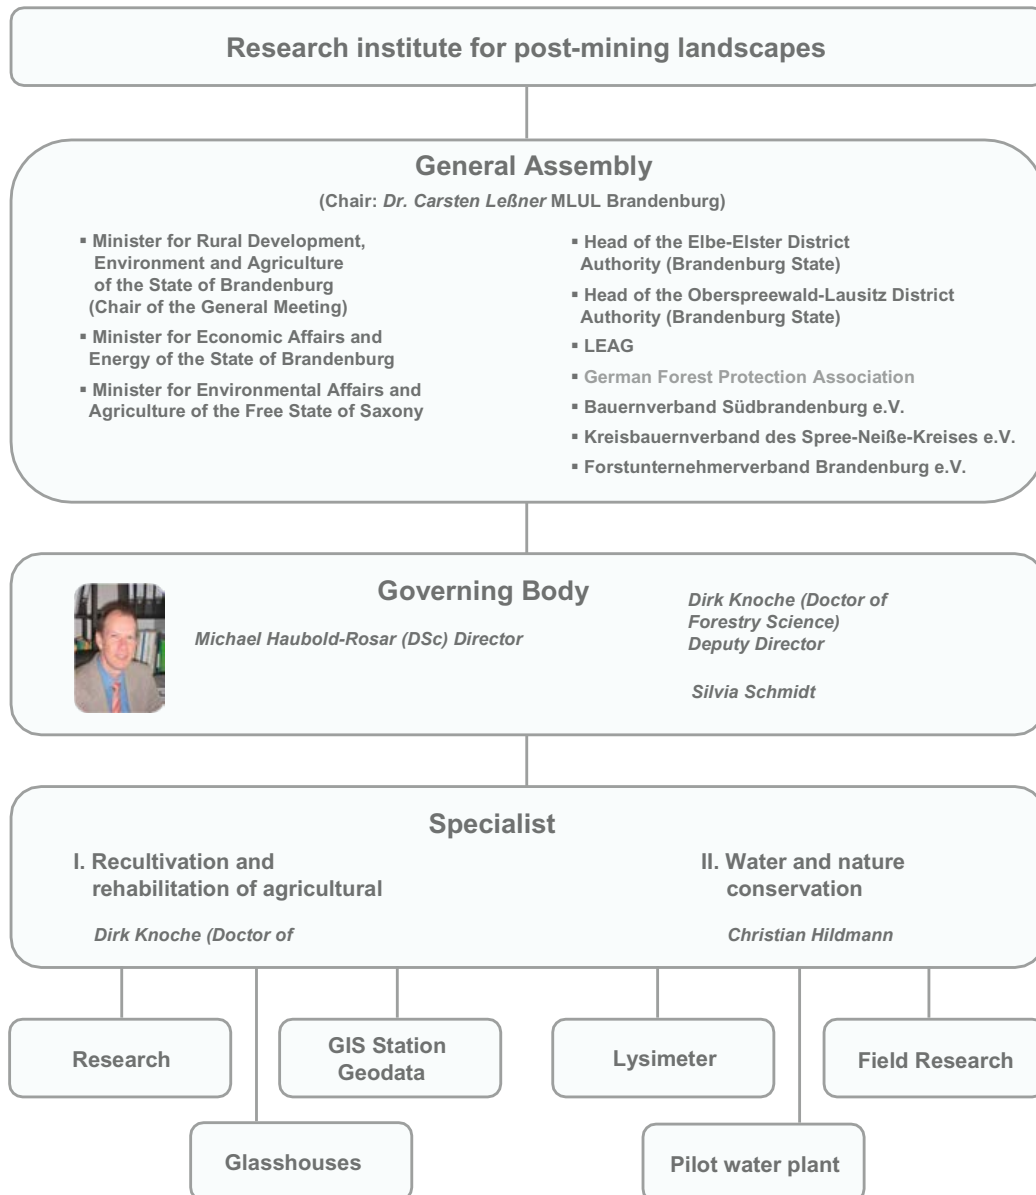 Research institute for post-mining landscapes
General Assembly
(Chair: Dr. Carsten Leßner MLUL Brandenburg)
▪ Minister for Rural Development,
Environment and Agriculture
of the State of Brandenburg
(Chair of the General Meeting)
▪ Minister for Economic Affairs and
Energy of the State of Brandenburg
▪ Minister for Environmental Affairs and
Agriculture of the Free State of Saxony
▪ Head of the Elbe-Elster District
Authority (Brandenburg State)
▪ Head of the Oberspreewald-Lausitz District
Authority (Brandenburg State)
▪ LEAG
▪ German Forest Protection Association
▪ Bauernverband Südbrandenburg e.V.
▪ Kreisbauernverband des Spree-Neiße-Kreises e.V.
▪ Forstunternehmerverband Brandenburg e.V.
Governing Body
Michael Haubold-Rosar (DSc) Director
Dirk Knoche (Doctor of
Forestry Science)
Deputy Director
Silvia Schmidt
Specialist
I. Recultivation and
rehabilitation of agricultural
Dirk Knoche (Doctor of
II. Water and nature
conservation
Christian Hildmann
Research
GIS Station
Geodata
Lysimeter
Field Research
Glasshouses
Pilot water plant